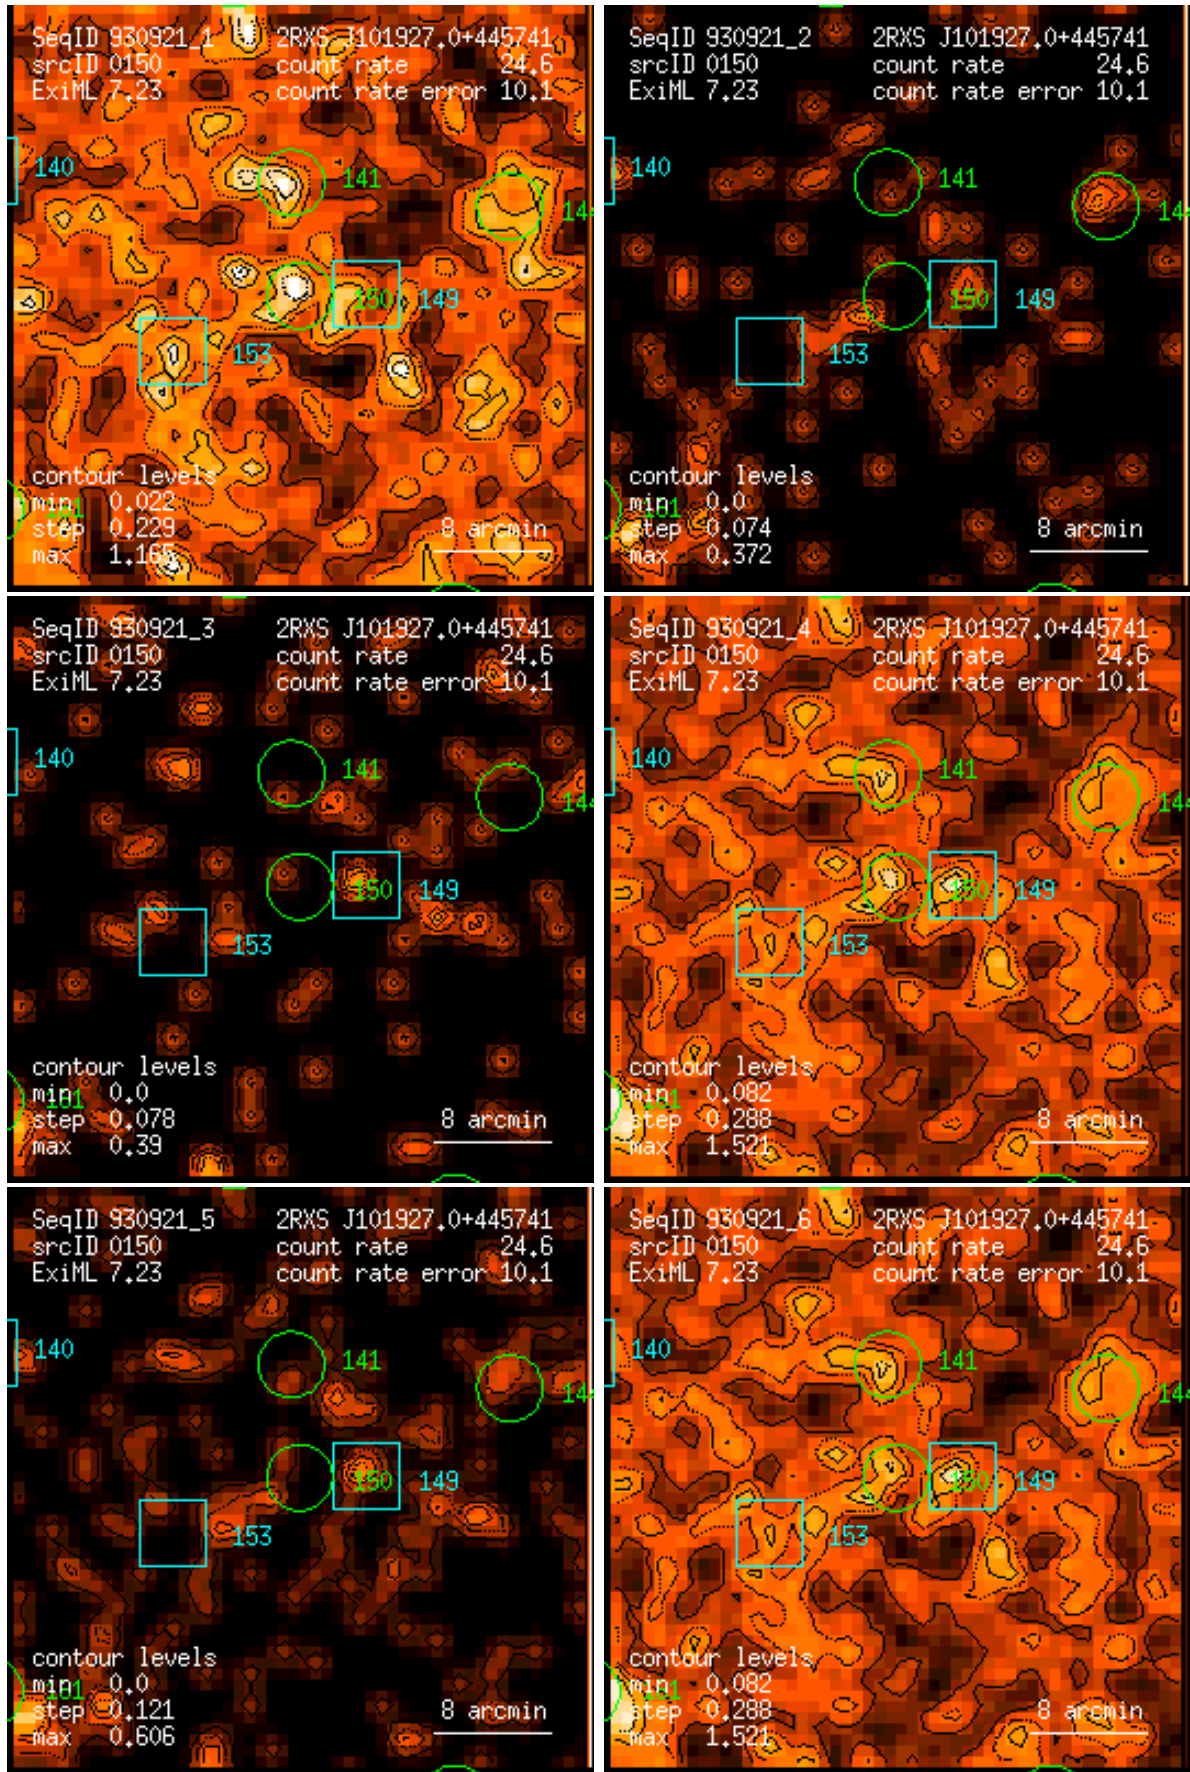 SeqID 930921_1 2RXS J101927.0+445741
srcID 0150 count rate 24.6
ExiML 7.23 count rate error 10.1
140
141
144
150 149
153
contour levels
min 0.022
181
step 0.229 8 arcmin
max 1.165
SeqID 930921_2 2RXS J101927.0+445741
srcID 0150 count rate 24.6
ExiML 7.23 count rate error 10.1
140
141
144
150 149
153
contour levels
min 0.0
181
step 0.074 8 arcmin
max 0.372
SeqID 930921_3 2RXS J101927.0+445741
srcID 0150 count rate 24.6
ExiML 7.23 count rate error 10.1
140
141
144
150 149
153
contour levels
min 0.0
181
step 0.078 8 arcmin
max 0.39
SeqID 930921_4 2RXS J101927.0+445741
srcID 0150 count rate 24.6
ExiML 7.23 count rate error 10.1
140
141
144
150 149
153
contour levels
min 0.082
181
step 0.288 8 arcmin
max 1.521
SeqID 930921_5 2RXS J101927.0+445741
srcID 0150 count rate 24.6
ExiML 7.23 count rate error 10.1
140
141
144
150 149
153
contour levels
min 0.0
181
step 0.121 8 arcmin
max 0.606
SeqID 930921_6 2RXS J101927.0+445741
srcID 0150 count rate 24.6
ExiML 7.23 count rate error 10.1
140
141
144
150 149
153
contour levels
min 0.082
181
step 0.288 8 arcmin
max 1.521